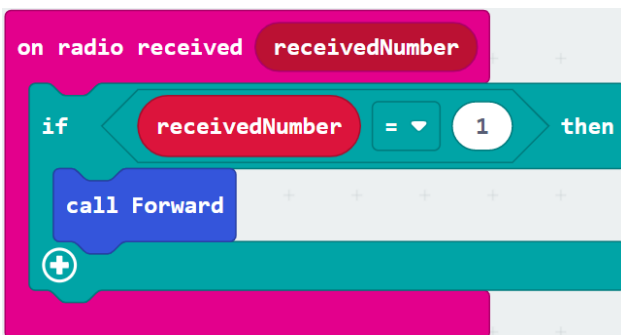 on radio received receivedNumber
if receivedNumber = 1 then
call Forward